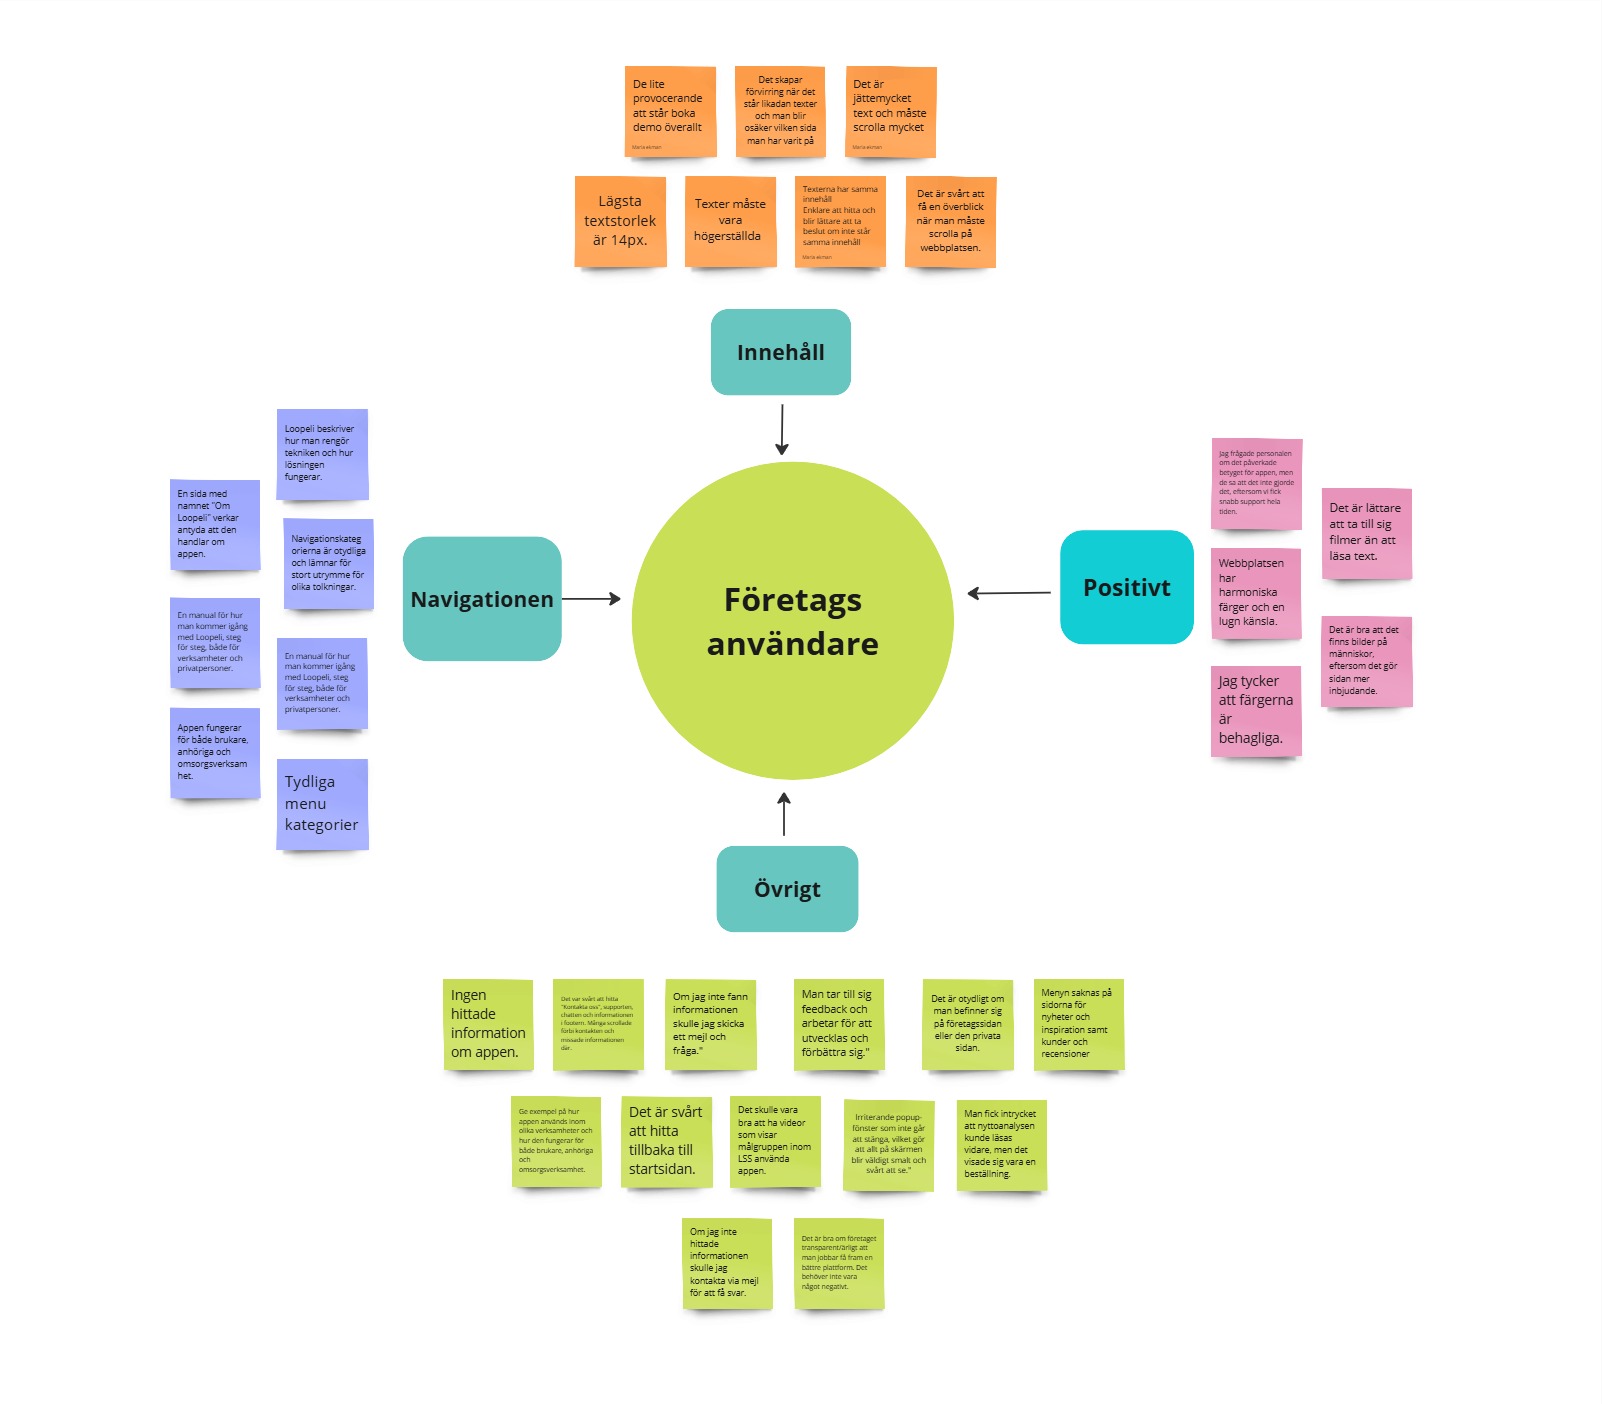 De lite
provocerande
att står boka
demo överallt
Maria ekman
Det skapar
förvirring när det
står likadan texter
och man blir
osäker vilken sida
man har varit på
Det är
jättemycket
text och måste
scrolla mycket
Maria ekman
Lägsta
textstorlek
är 14px.
Texter måste
vara
högerställda
Texterna har samma
innehåll
Enklare att hitta och
blir lättare att ta
beslut om inte står
samma innehåll
Maria ekman
Det är svårt att
få en överblick
när man måste
scrolla på
webbplatsen.
Innehåll
Loopeli beskriver
hur man rengör
tekniken och hur
lösningen
fungerar.
En sida med
namnet "Om
Loopeli" verkar
antyda att den
handlar om
appen.
Navigationskateg
orierna är otydliga
och lämnar för
stort utrymme för
olika tolkningar.
En manual för hur
man kommer igång
med Loopeli, steg
för steg, både för
verksamheter och
privatpersoner.
En manual för hur
man kommer igång
med Loopeli, steg
för steg, både för
verksamheter och
privatpersoner.
Appen fungerar
för både brukare,
anhöriga och
omsorgsverksam
het.
Tydliga
menu
kategorier
Navigationen
Företags
användare
Positivt
Jag frågade personalen
om det påverkade
betyget för appen, men
de sa att det inte gjorde
det, eftersom vi fick
snabb support hela
tiden.
Det är lättare
att ta till sig
filmer än att
läsa text.
Webbplatsen
har
harmoniska
färger och en
lugn känsla.
Det är bra att det
finns bilder på
människor,
eftersom det gör
sidan mer
inbjudande.
Jag tycker
att färgerna
är
behagliga.
Övrigt
Ingen
hittade
information
om appen.
Det var svårt att hitta
"Kontakta oss", supporten,
chatten och informationen
i footern. Många scrollade
förbi kontakten och
missade informationen
där.
Om jag inte fann
informationen
skulle jag skicka
ett mejl och
fråga."
Man tar till sig
feedback och
arbetar för att
utvecklas och
förbättra sig."
Det är otydligt om
man befinner sig
på företagssidan
eller den privata
sidan.
Menyn saknas på
sidorna för
nyheter och
inspiration samt
kunder och
recensioner
Ge exempel på hur
appen används inom
olika verksamheter och
hur den fungerar för
både brukare, anhöriga
och
omsorgsverksamhet.
Det är svårt
att hitta
tillbaka till
startsidan.
Det skulle vara
bra att ha videor
som visar
målgruppen inom
LSS använda
appen.
Irriterande popup-
fönster som inte går
att stänga, vilket gör
att allt på skärmen
blir väldigt smalt och
svårt att se."
Man fick intrycket
att nyttoanalysen
kunde läsas
vidare, men det
visade sig vara en
beställning.
Om jag inte
hittade
informationen
skulle jag
kontakta via mejl
för att få svar.
Det är bra om företaget
transparent/ärligt att
man jobbar få fram en
bättre plattform. Det
behöver inte vara
något negativt.